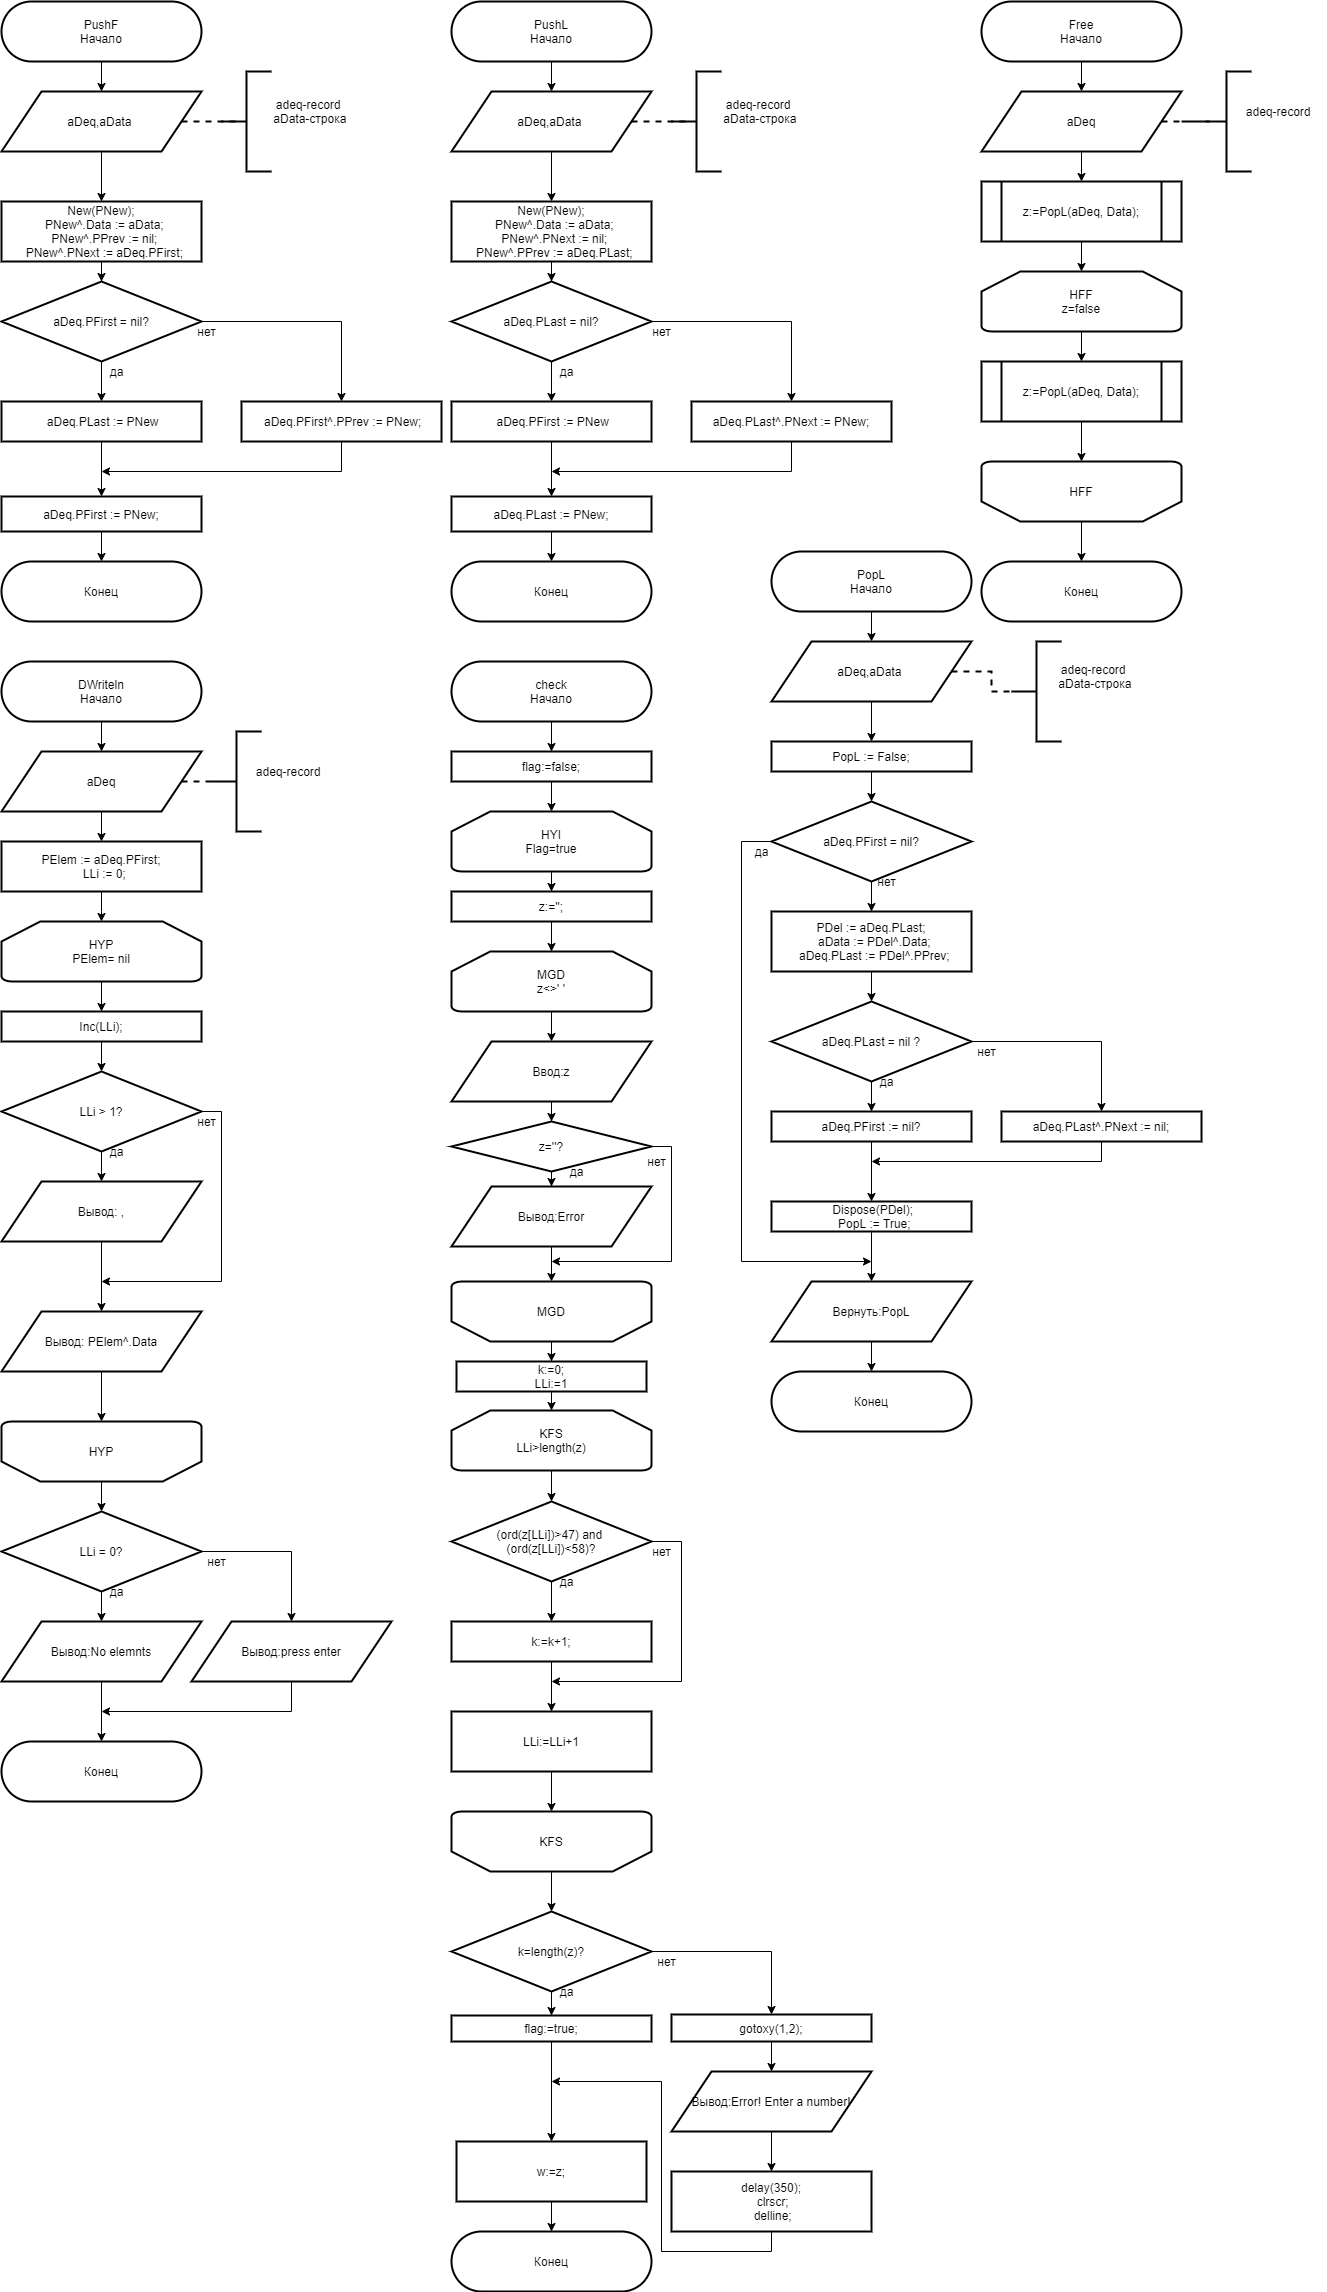 PushF
Начало
aDeq,aData
adeq-record
aData-строка
New(PNew);
PNew^.Data := aData;
PNew^.PPrev := nil;
PNew^.PNext := aDeq.PFirst;
aDeq.PFirst = nil?
нет
да
aDeq.PLast := PNew
aDeq.PFirst^.PPrev := PNew;
aDeq.PFirst := PNew;
Конец
PushL
Начало
aDeq,aData
adeq-record
aData-строка
New(PNew);
PNew^.Data := aData;
PNew^.PNext := nil;
PNew^.PPrev := aDeq.PLast;
aDeq.PLast = nil?
нет
да
aDeq.PFirst := PNew
aDeq.PLast^.PNext := PNew;
aDeq.PLast := PNew;
Конец
Free
Начало
aDeq
adeq-record
z:=PopL(aDeq, Data);
HFF
z=false
z:=PopL(aDeq, Data);
HFF
Конец
DWriteln
Начало
aDeq
adeq-record
PElem := aDeq.PFirst;
LLi := 0;
HYP
PElem= nil
Inc(LLi);
LLi > 1?
нет
да
Вывод: ,
Вывод: PElem^.Data
HYP
LLi = 0?
нет
да
Вывод:No elemnts
Вывод:press enter
Конец
check
Начало
flag:=false;
HYI
Flag=true
z:='';
MGD
z<>' '
Ввод:z
z=''?
нет
да
Вывод:Error
MGD
k:=0;
LLi:=1
KFS
LLi>length(z)
(ord(z[LLi])>47) and
(ord(z[LLi])<58)?
нет
да
k:=k+1;
LLi:=LLi+1
KFS
k=length(z)?
нет
да
flag:=true;
gotoxy(1,2);
Вывод:Error! Enter a number!
delay(350);
clrscr;
delline;
w:=z;
Конец
PopL
Начало
aDeq,aData
adeq-record
aData-строка
PopL := False;
aDeq.PFirst = nil?
да
нет
PDel := aDeq.PLast;
aData := PDel^.Data;
aDeq.PLast := PDel^.PPrev;
aDeq.PLast = nil ?
нет
да
aDeq.PFirst := nil?
aDeq.PLast^.PNext := nil;
Dispose(PDel);
PopL := True;
Вернуть:PopL
Конец